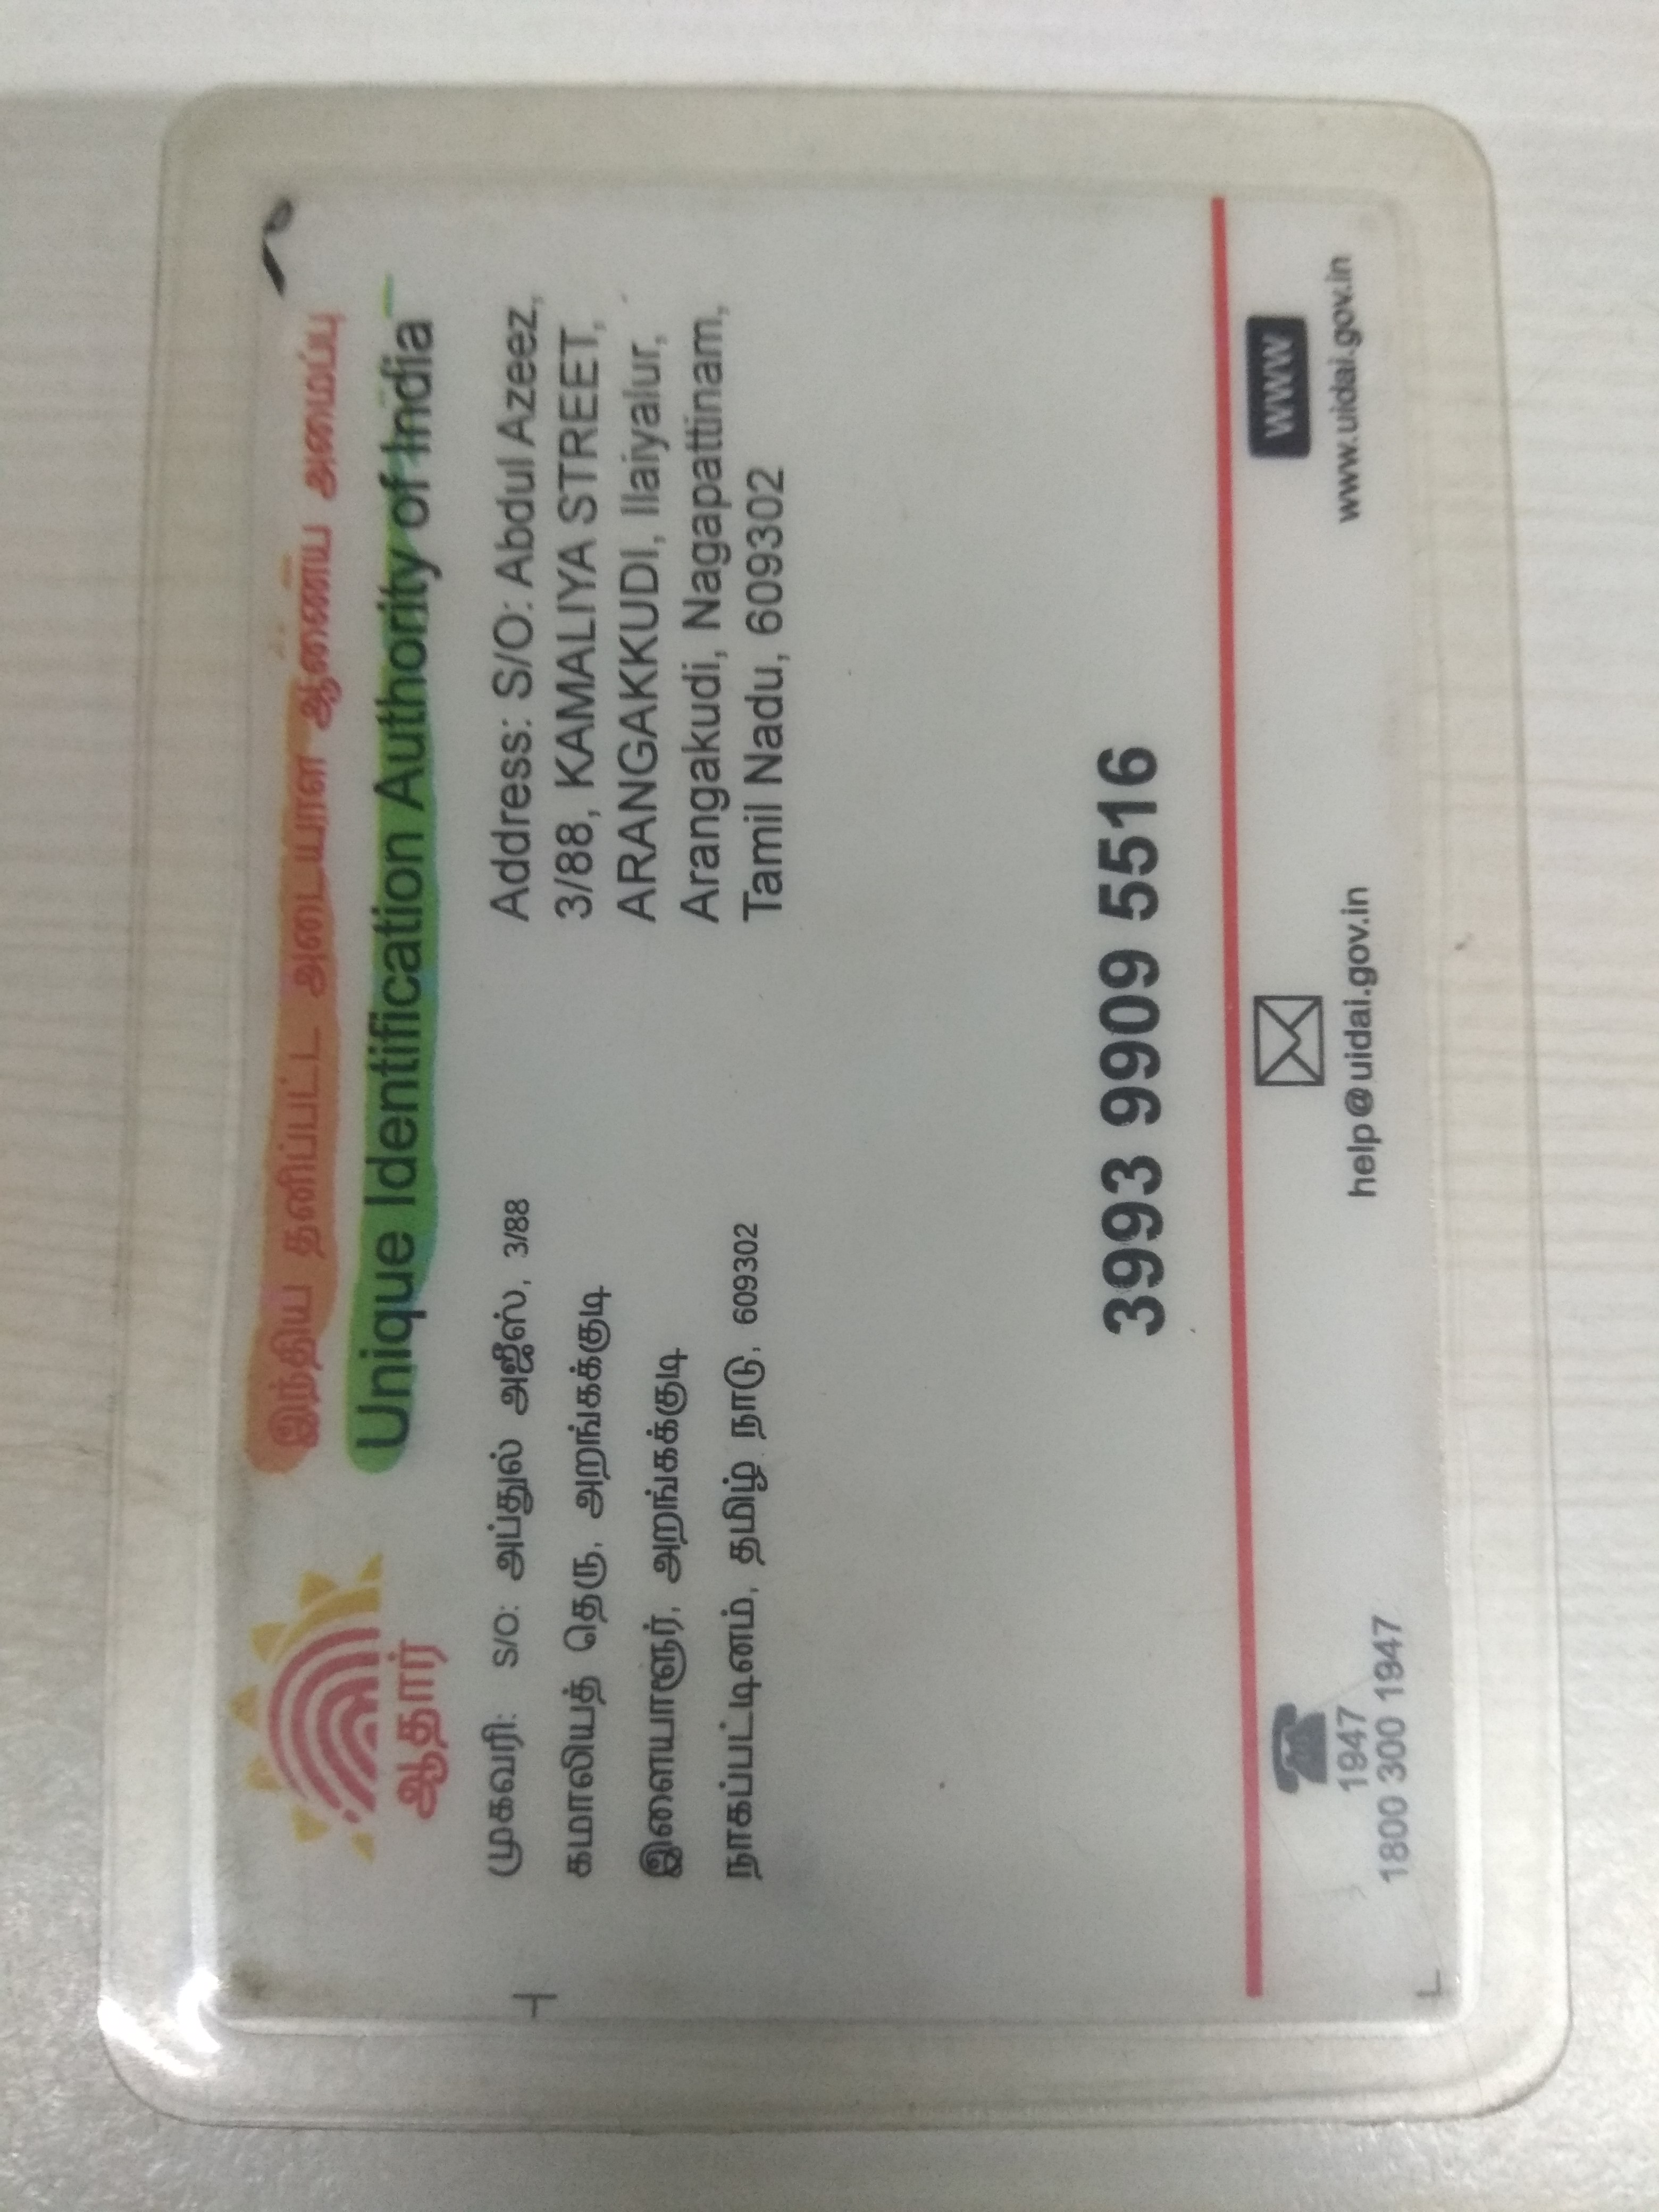 இந்திய தனிப்பட்ட அடையாள ஆணைய அமைப்பு
Unique Identification Authority of India
ஆதார்
முகவரி: S/O: அப்துல் அஜீஸ், 3/88
கமாலியத் தெரு, அறங்கக்குடி
இளையாளூர், அறங்கக்குடி
நாகப்பட்டினம், தமிழ் நாடு, 609302
Address: S/O: Abdul Azeez,
3/88, KAMALIYA STREET,
ARANGAKKUDI, Ilaiyalur,
Arangakudi, Nagapattinam,
Tamil Nadu, 609302
3993 9909 5516
1947
1800 300 1947
help@uidai.gov.in
WWW
www.uidai.gov.in